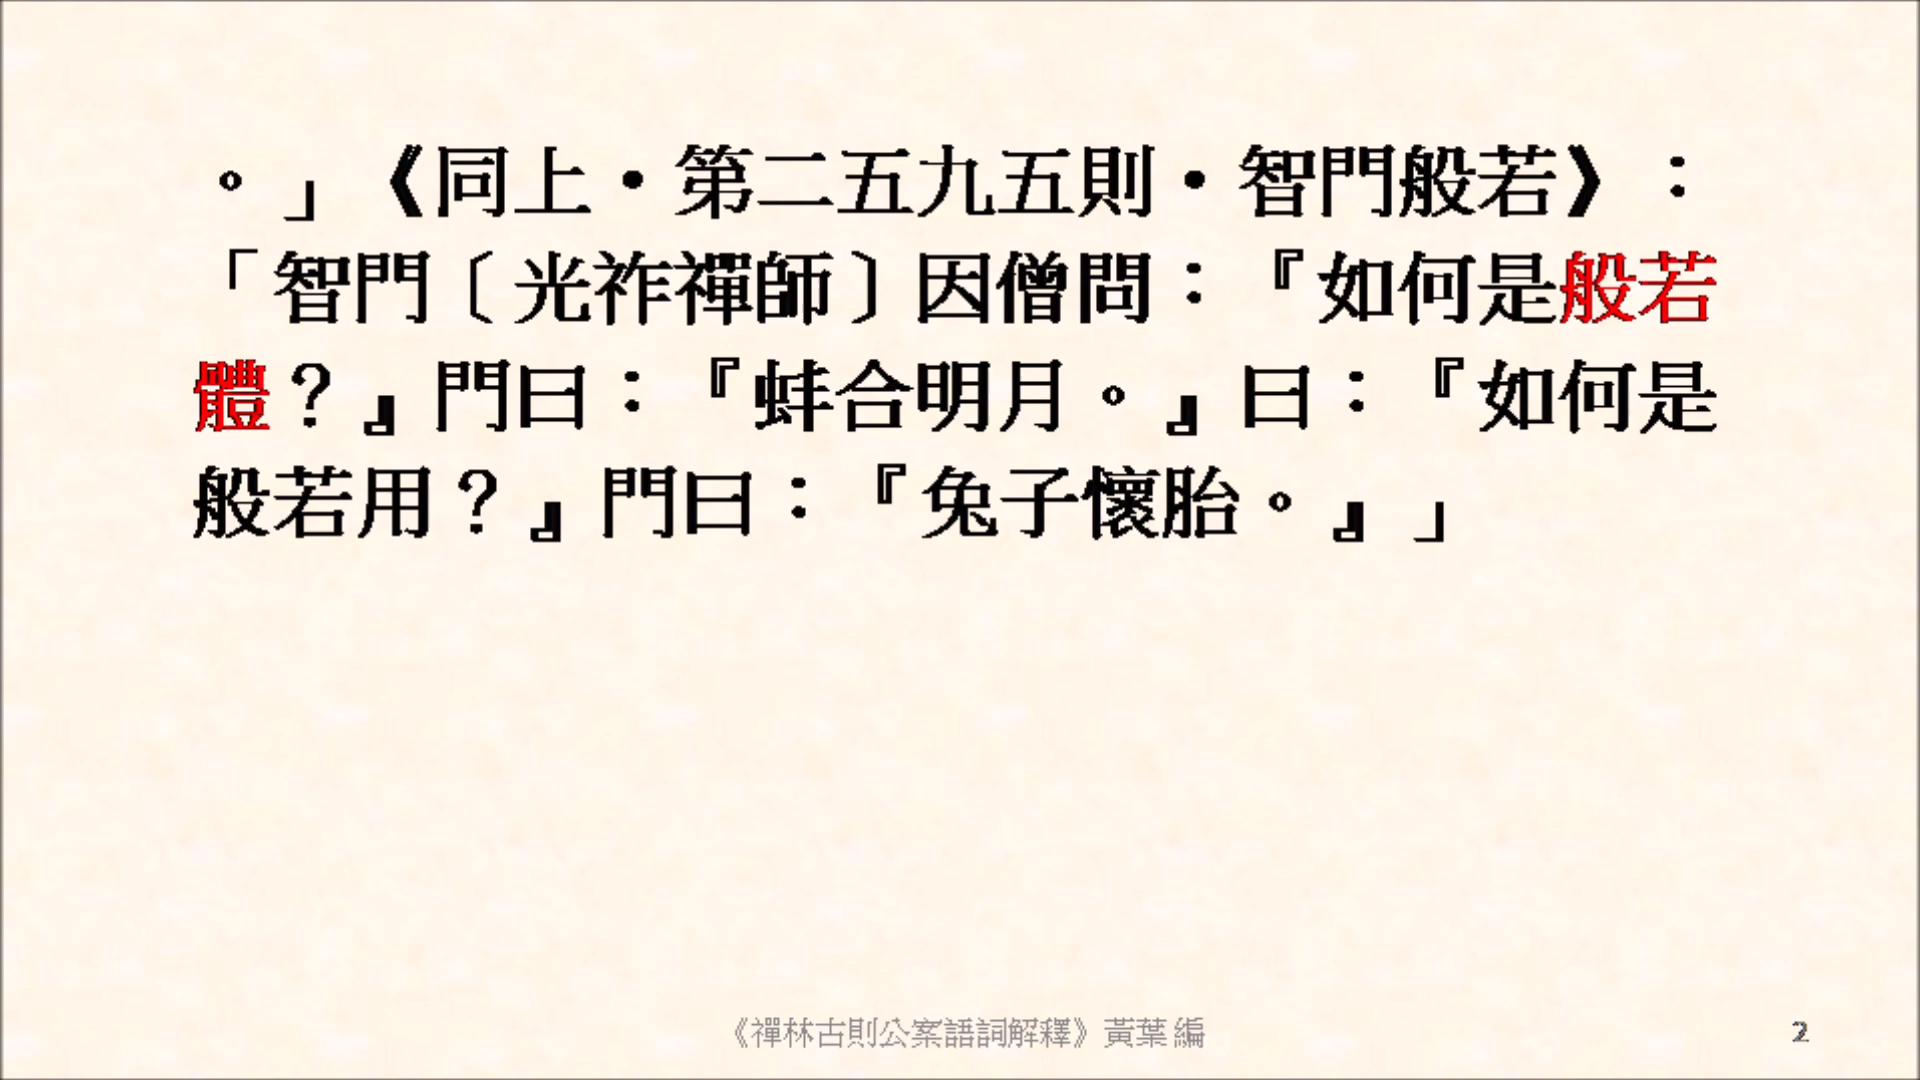 。」《同上‧第二五九五則‧智門般若》：
「智門〔光祚禪師〕因僧問：『如何是般若
體？』門曰：『蚌合明月。』曰：『如何是
般若用？』門曰：『兔子懷胎。』」
《禪林古則公案語詞解釋》黃葉 編
2